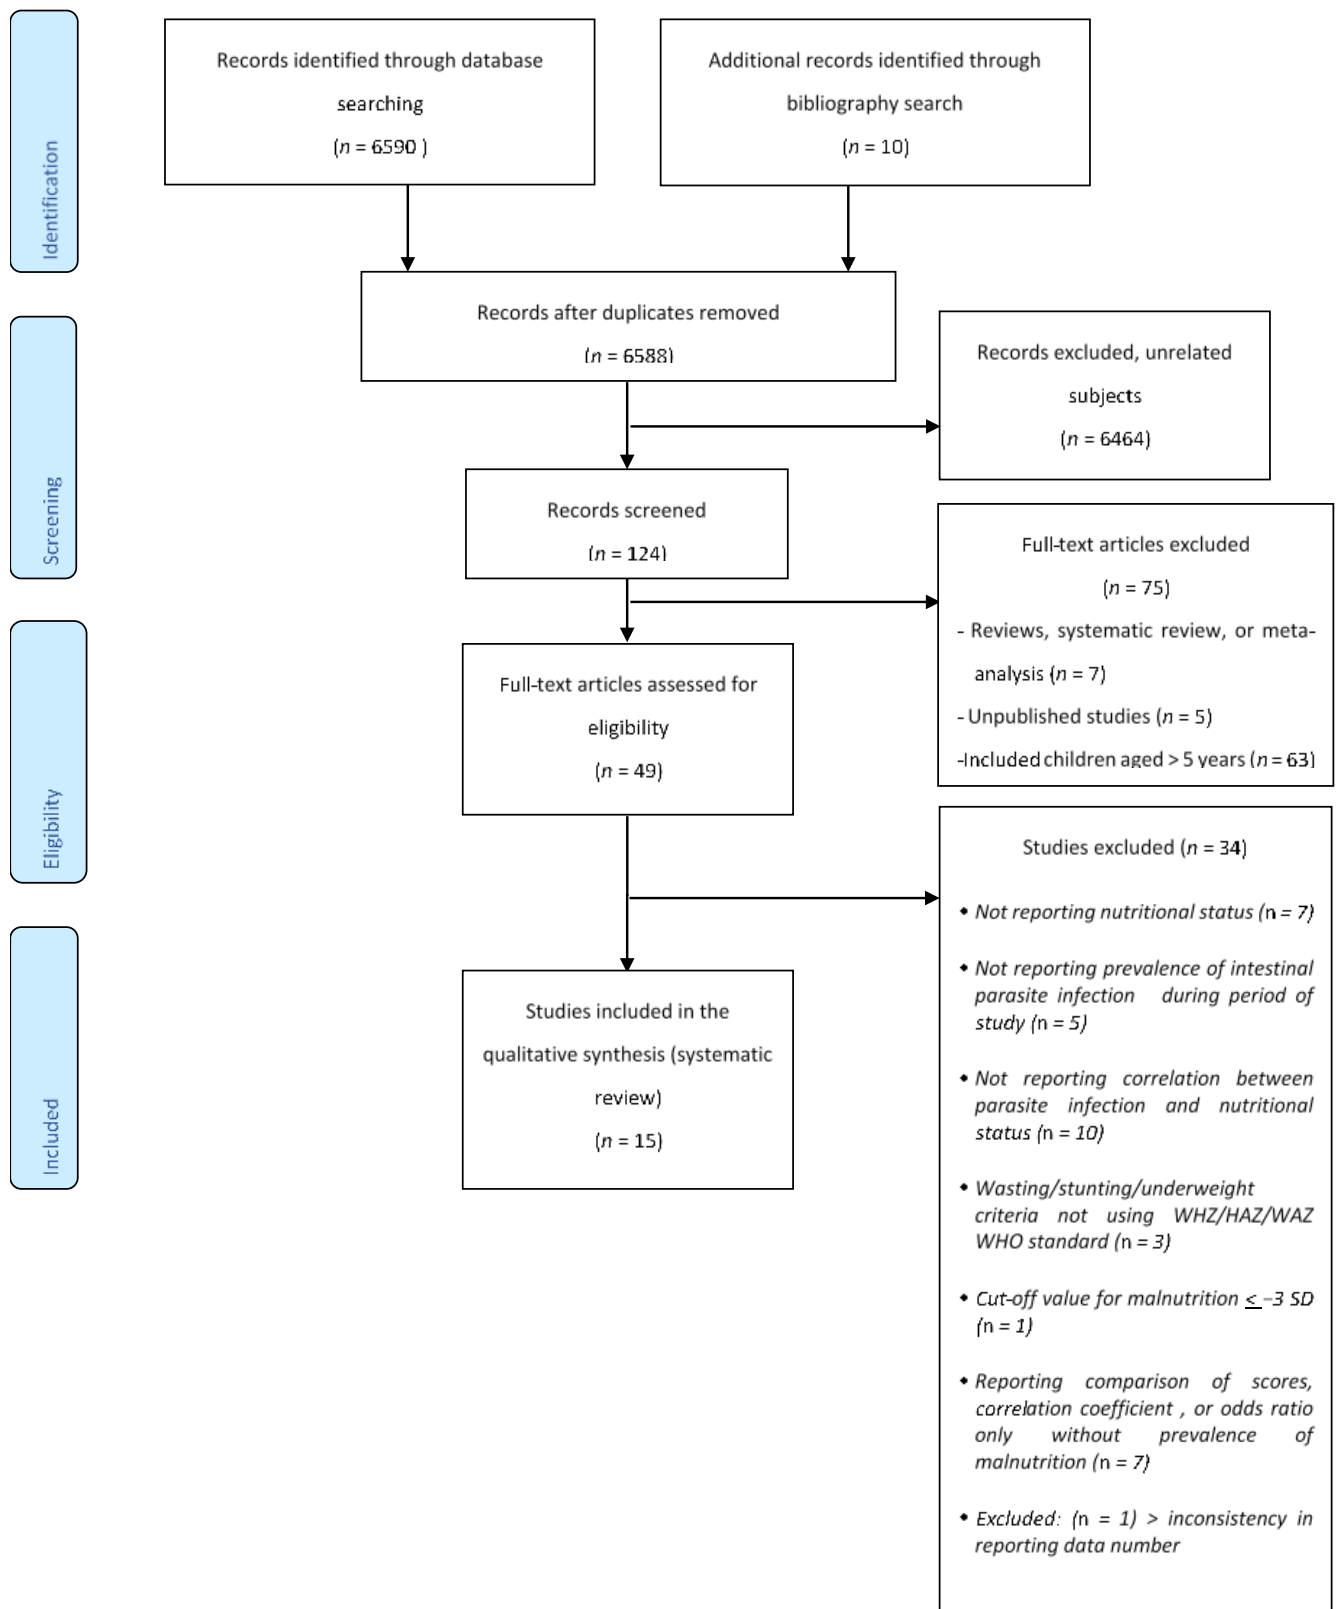 Identification
Records identified through database
searching
(n = 6590 )
Additional records identified through
bibliography search
(n = 10)
Records after duplicates removed
(n = 6588)
Screening
Records excluded, unrelated
subjects
(n = 6464)
Records screened
(n = 124)
Full-text articles excluded
(n = 75)
- Reviews, systematic review, or meta-
analysis (n = 7)
- Unpublished studies (n = 5)
-Included children aged > 5 years (n = 63)
Eligibility
Full-text articles assessed for
eligibility
(n = 49)
Studies excluded (n = 34)
• Not reporting nutritional status (n = 7)
• Not reporting prevalence of intestinal
parasite infection during period of
study (n = 5)
• Not reporting correlation between
parasite infection and nutritional
status (n = 10)
• Wasting/stunting/underweight
criteria not using WHZ/HAZ/WAZ
WHO standard (n = 3)
• Cut-off value for malnutrition < −3 SD
(n = 1)
• Reporting comparison of scores,
correlation coefficient , or odds ratio
only without prevalence of
malnutrition (n = 7)
• Excluded: (n = 1) > inconsistency in
reporting data number
Included
Studies included in the
qualitative synthesis (systematic
review)
(n = 15)